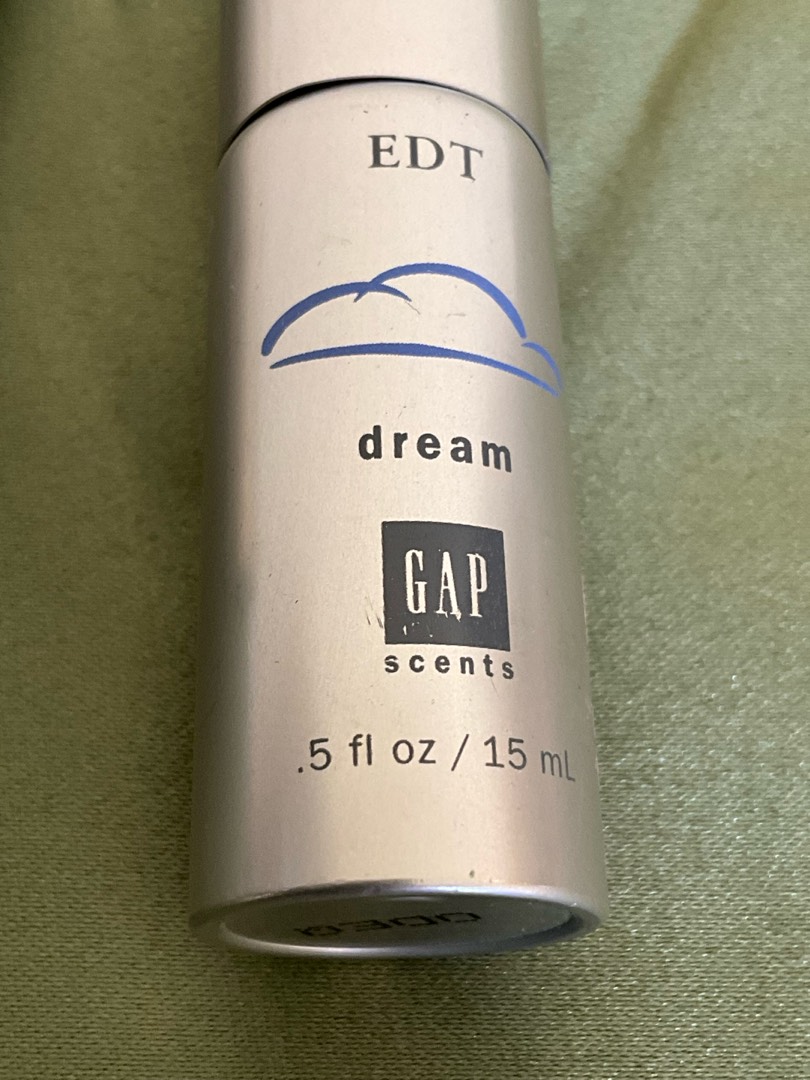 EDT
dream
GAP
scents
.5 fl oz / 15 mL